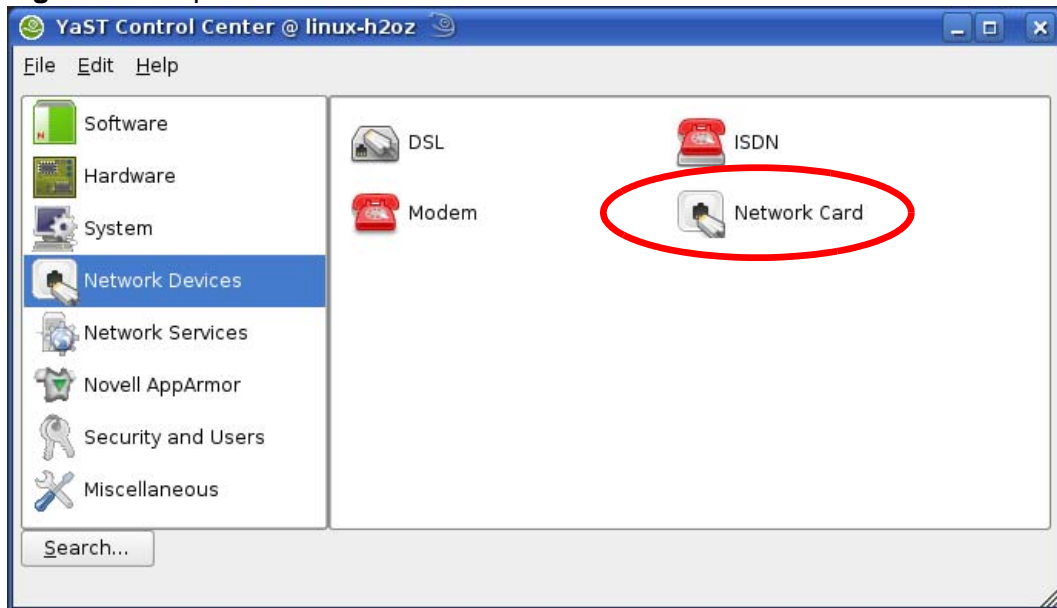 YaST Control Center @ linux-h2oz
File Edit Help
Software
Hardware
System
Network Devices
Network Services
Novell AppArmor
Security and Users
Miscellaneous
DSL
ISDN
Modem
Network Card
Search...